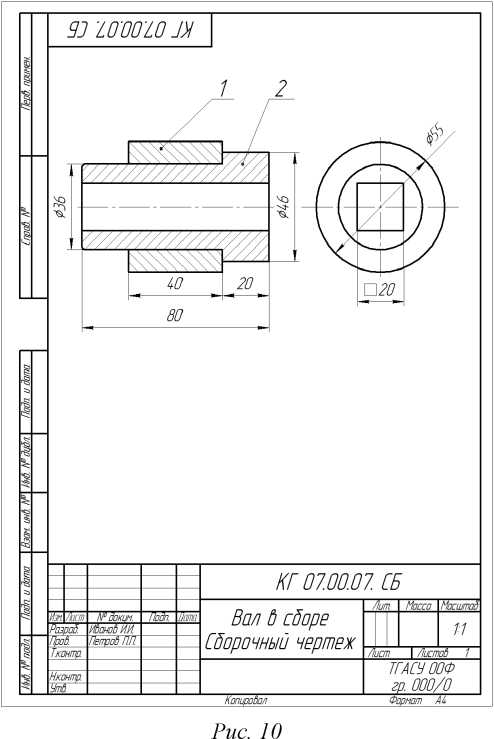 КГ 07.00.07. СБ
Перв. примен.
Справ. №
Подп. и дата
Инв. № дубл.
Взам. инв. №
Подп. и дата
Инв. № подл.
1
2
⌀36
⌀46
⌀55
40
20
□20
80
КГ 07.00.07. СБ
Изм. Лист № докум. Подп. Дата
Разраб. Иванов И.И.
Пров. Петров П.П.
Т.контр.
Н.контр.
Утв.
Вал в сборе
Сборочный чертеж
Лит. Масса Масштаб
1:1
Лист Листов 1
ТГАСУ ООФ
гр. 000/0
Копировал Формат А4
Рис. 10